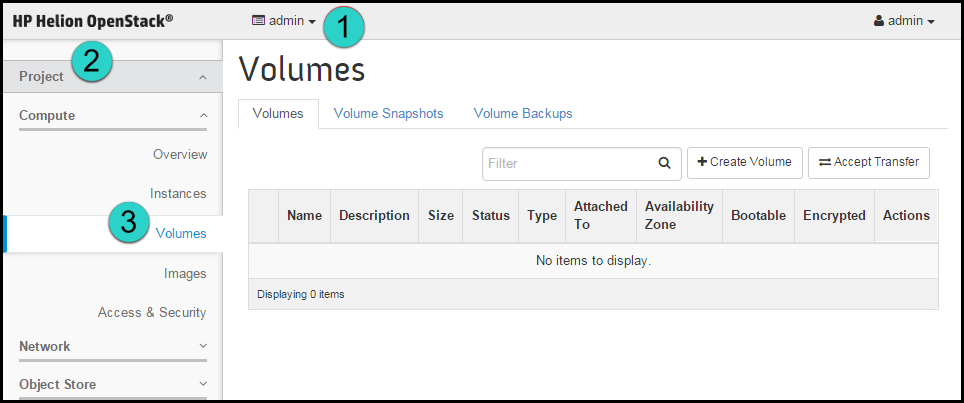 HP Helion OpenStack®
admin
1
admin
2
Project
Compute
Overview
Instances
3
Volumes
Images
Access & Security
Network
Object Store
Volumes
Volumes Volume Snapshots Volume Backups
Filter
Create Volume
Accept Transfer
Name Description Size Status Type Attached To Availability Zone Bootable Encrypted Actions
No items to display.
Displaying 0 items